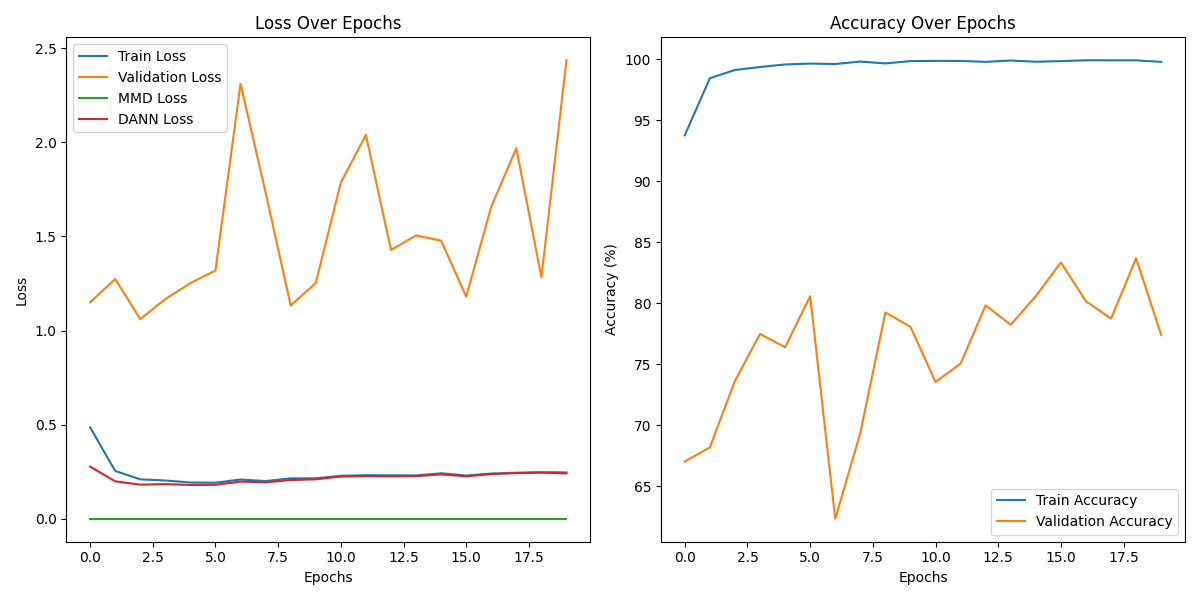 Loss Over Epochs
Train Loss
Validation Loss
MMD Loss
DANN Loss
2.5
2.0
1.5
1.0
0.5
0.0
Loss
0.0 2.5 5.0 7.5 10.0 12.5 15.0 17.5
Epochs
Accuracy Over Epochs
100
95
90
85
80
75
70
65
Accuracy (%)
Train Accuracy
Validation Accuracy
0.0 2.5 5.0 7.5 10.0 12.5 15.0 17.5
Epochs